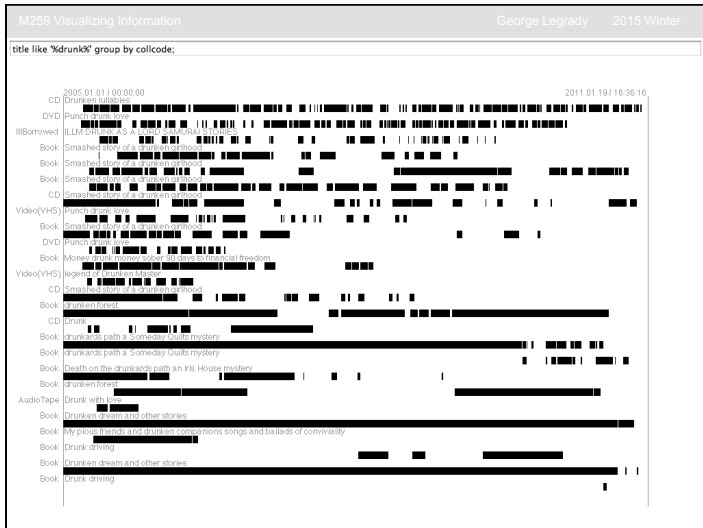 M259 Visualizing Information George Legrady 2015 Winter
title like '%drunk%' group by collcode;
2005.01.01 / 00:00:00 2011.01.19 / 16:36:16
CD Drunken lullabies
DVD Punch drunk love
IllBorrowed ILLM DRUNK AS A LORD SAMURAI STORIES
Book Smashed story of a drunken girlhood
Book Smashed story of a drunken girlhood
Book Smashed story of a drunken girlhood
CD Smashed story of a drunken girlhood
Video(VHS) Punch drunk love
Book Smashed story of a drunken girlhood
DVD Punch drunk love
Book Money drunk money sober 90 days to financial freedom
Video(VHS) legend of Drunken Master
CD Smashed story of a drunken girlhood
Book drunken forest
CD Drunk
Book drunkards path a Someday Quilts mystery
Book drunkards path a Someday Quilts mystery
Book Death on the drunkards path an Iris House mystery
Book drunken forest
AudioTape Drunk with love
Book Drunken dream and other stories
Book My pious friends and drunken companions songs and ballads of conviviality
Book Drunk driving
Book Drunken dream and other stories
Book Drunk driving